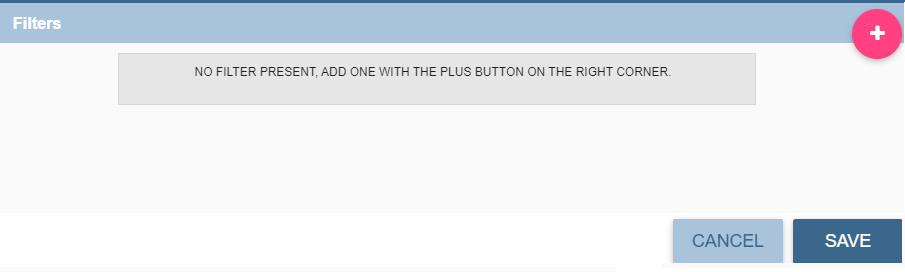 Filters
NO FILTER PRESENT, ADD ONE WITH THE PLUS BUTTON ON THE RIGHT CORNER.
CANCEL
SAVE